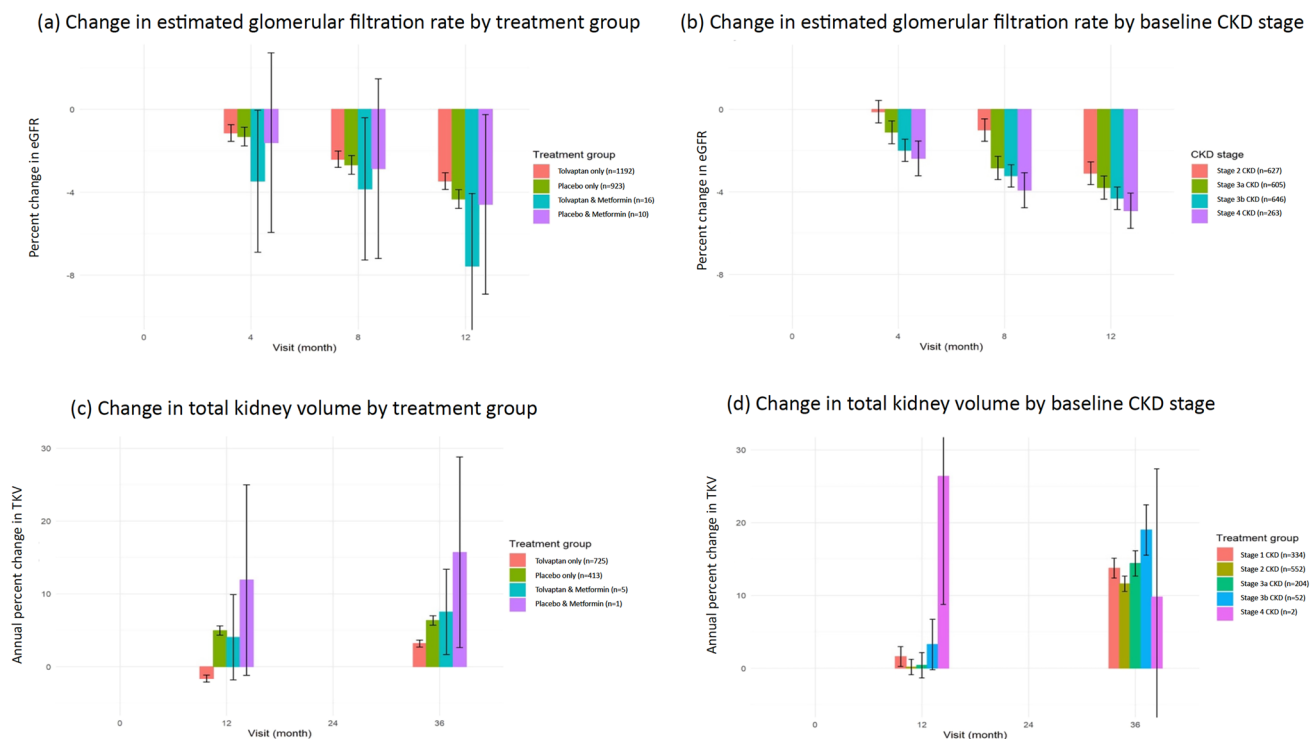 (a) Change in estimated glomerular filtration rate by treatment group
Percent change in eGFR
0
-4
-8
0
4
8
12
Visit (month)
Treatment group
Tolvaptan only (n=1192)
Placebo only (n=923)
Tolvaptan & Metformin (n=16)
Placebo & Metformin (n=10)
(b) Change in estimated glomerular filtration rate by baseline CKD stage
Percent change in eGFR
0
-4
-8
0
4
8
12
Visit (month)
CKD stage
Stage 2 CKD (n=627)
Stage 3a CKD (n=605)
Stage 3b CKD (n=646)
Stage 4 CKD (n=263)
(c) Change in total kidney volume by treatment group
Annual percent change in TKV
30
20
10
0
0
12
24
36
Visit (month)
Treatment group
Tolvaptan only (n=725)
Placebo only (n=413)
Tolvaptan & Metformin (n=5)
Placebo & Metformin (n=1)
(d) Change in total kidney volume by baseline CKD stage
Annual percent change in TKV
30
20
10
0
0
12
24
36
Visit (month)
Treatment group
Stage 1 CKD (n=334)
Stage 2 CKD (n=552)
Stage 3a CKD (n=204)
Stage 3b CKD (n=52)
Stage 4 CKD (n=2)